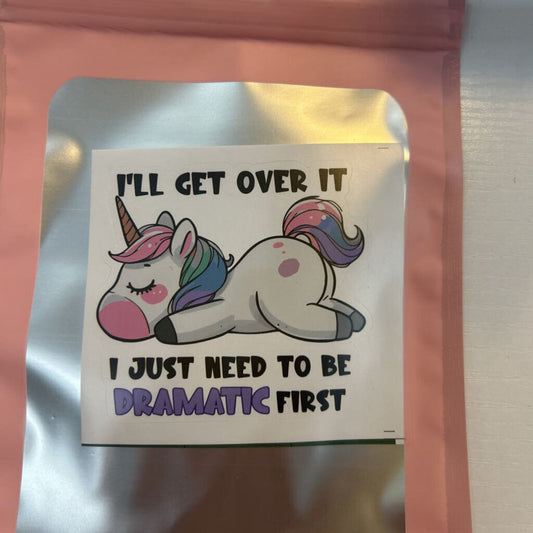 I'LL GET OVER IT
I JUST NEED TO BE
DRAMATIC FIRST